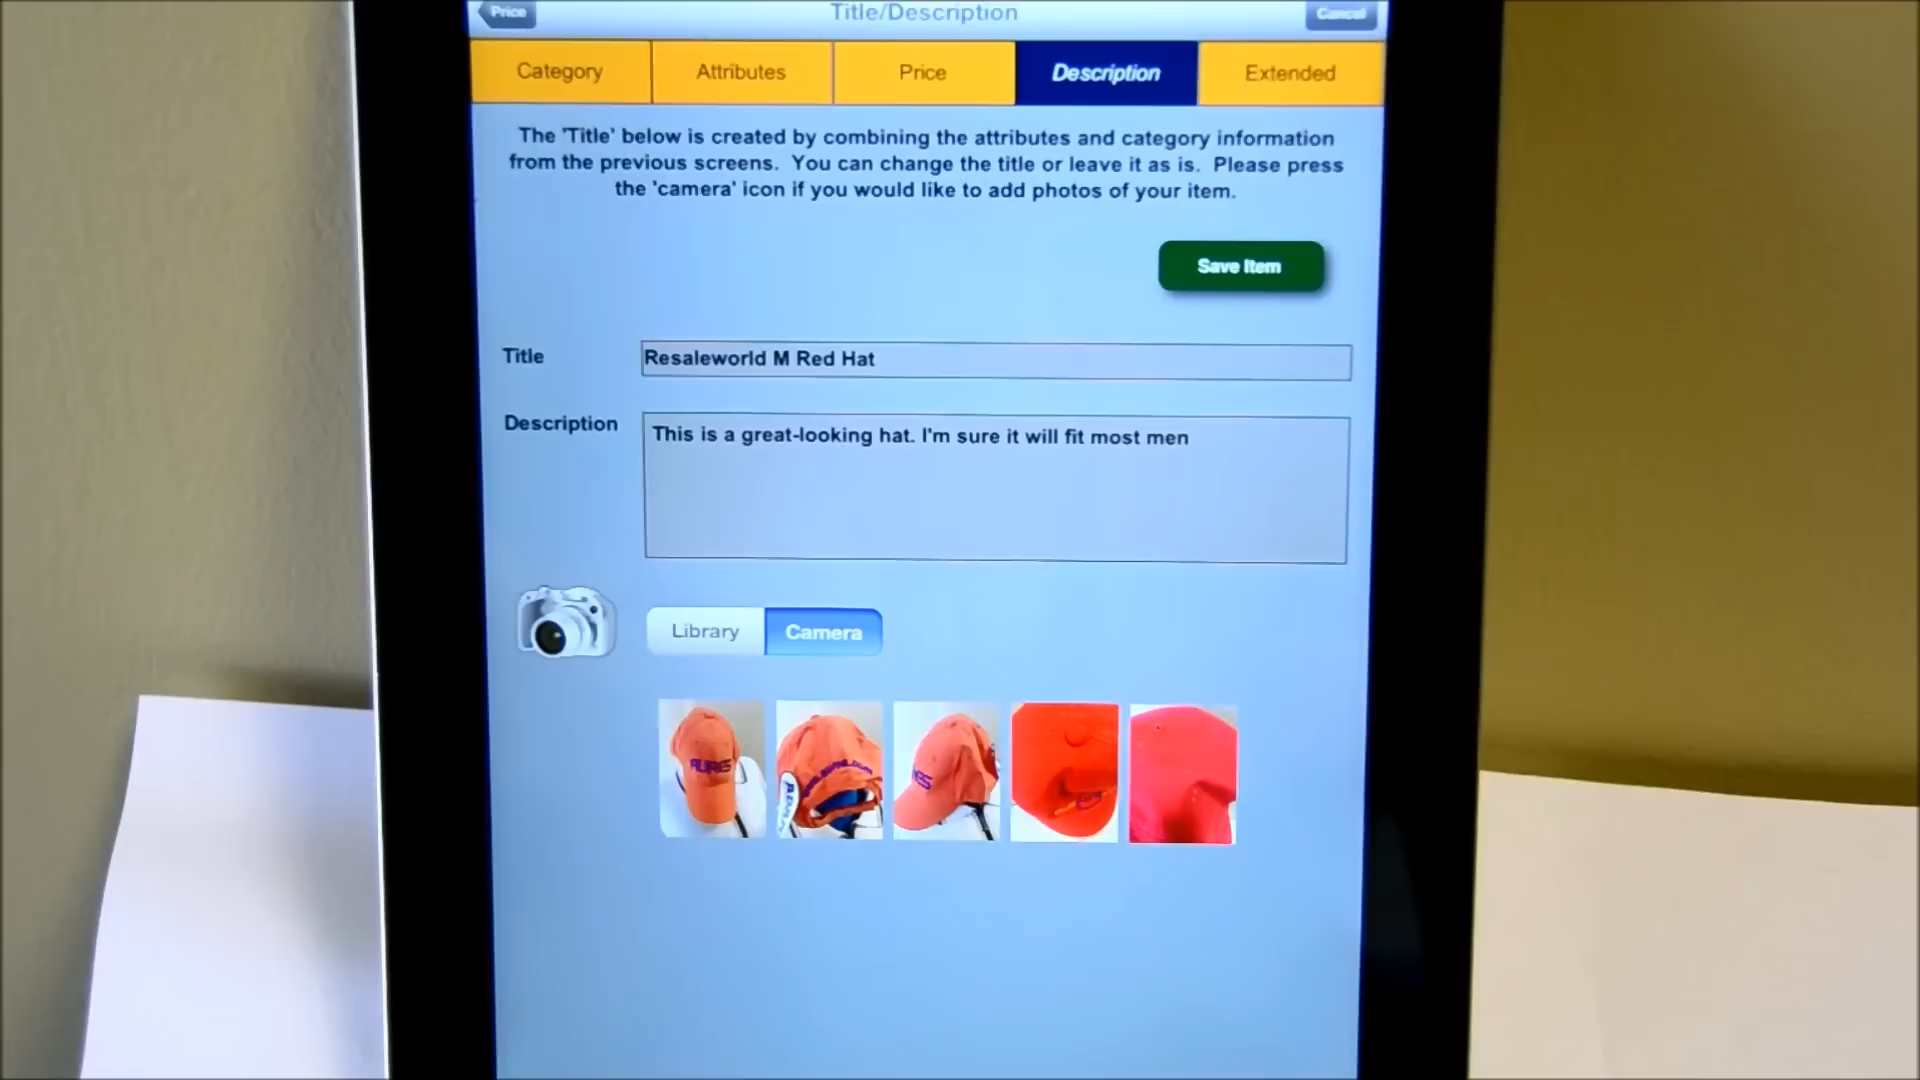 Price
Title/Description
Cancel
Category
Attributes
Price
Description
Extended
The 'Title' below is created by combining the attributes and category information
from the previous screens. You can change the title or leave it as is. Please press
the 'camera' icon if you would like to add photos of your item.
Save Item
Title
Resaleworld M Red Hat
Description
This is a great-looking hat. I'm sure it will fit most men
Library
Camera